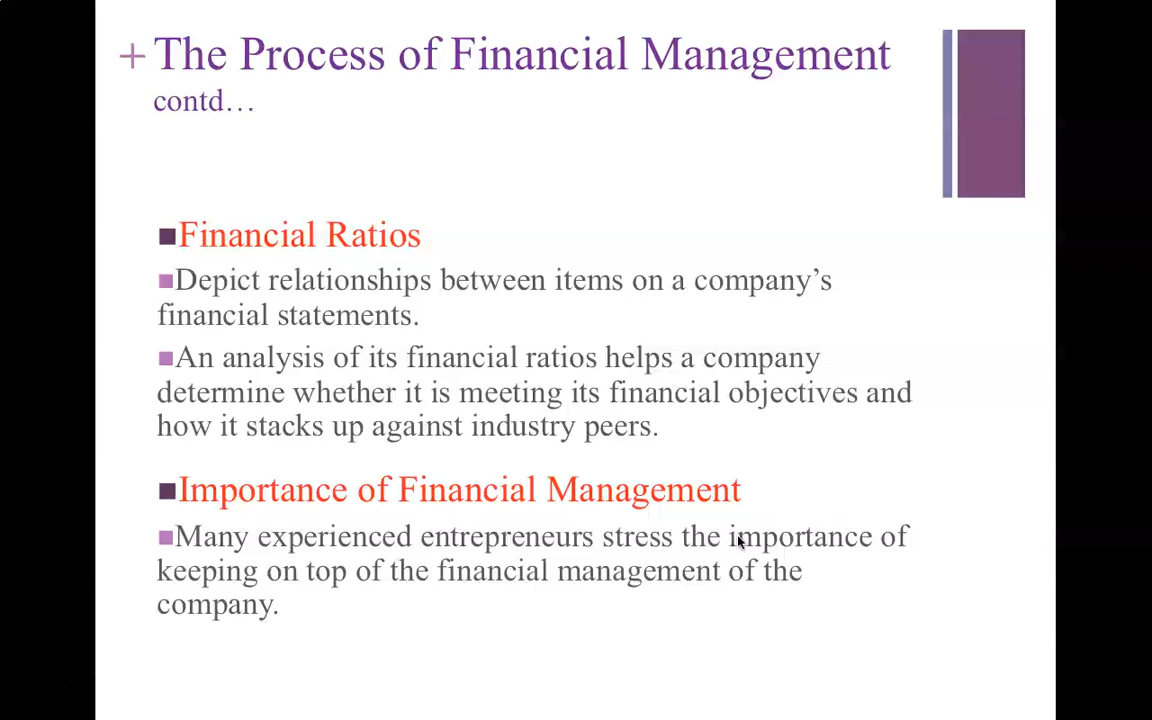 + The Process of Financial Management
contd…
Financial Ratios
Depict relationships between items on a company’s
financial statements.
An analysis of its financial ratios helps a company
determine whether it is meeting its financial objectives and
how it stacks up against industry peers.
Importance of Financial Management
Many experienced entrepreneurs stress the importance of
keeping on top of the financial management of the
company.